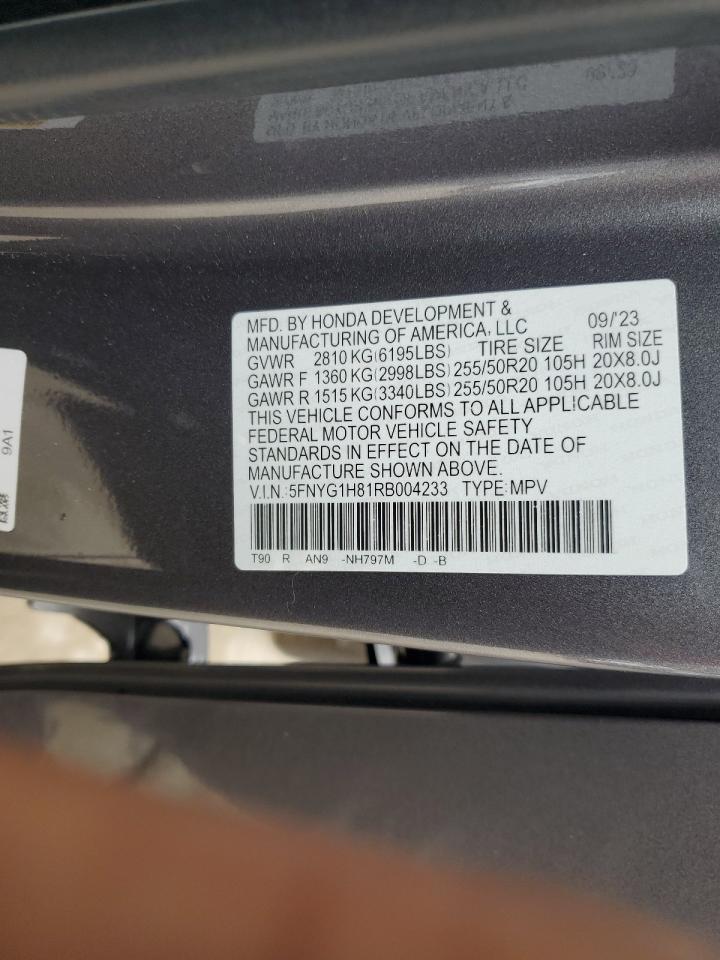 MFD. BY HONDA DEVELOPMENT &
MANUFACTURING OF AMERICA, LLC 09/'23
GVWR 2810 KG(6195LBS) TIRE SIZE RIM SIZE
GAWR F 1360 KG(2998LBS) 255/50R20 105H 20X8.0J
GAWR R 1515 KG(3340LBS) 255/50R20 105H 20X8.0J
THIS VEHICLE CONFORMS TO ALL APPLICABLE
FEDERAL MOTOR VEHICLE SAFETY
STANDARDS IN EFFECT ON THE DATE OF
MANUFACTURE SHOWN ABOVE.
V.I.N.:5FNYG1H81RB004233 TYPE:MPV
T90 R AN9 -NH797M -D -B
9A1